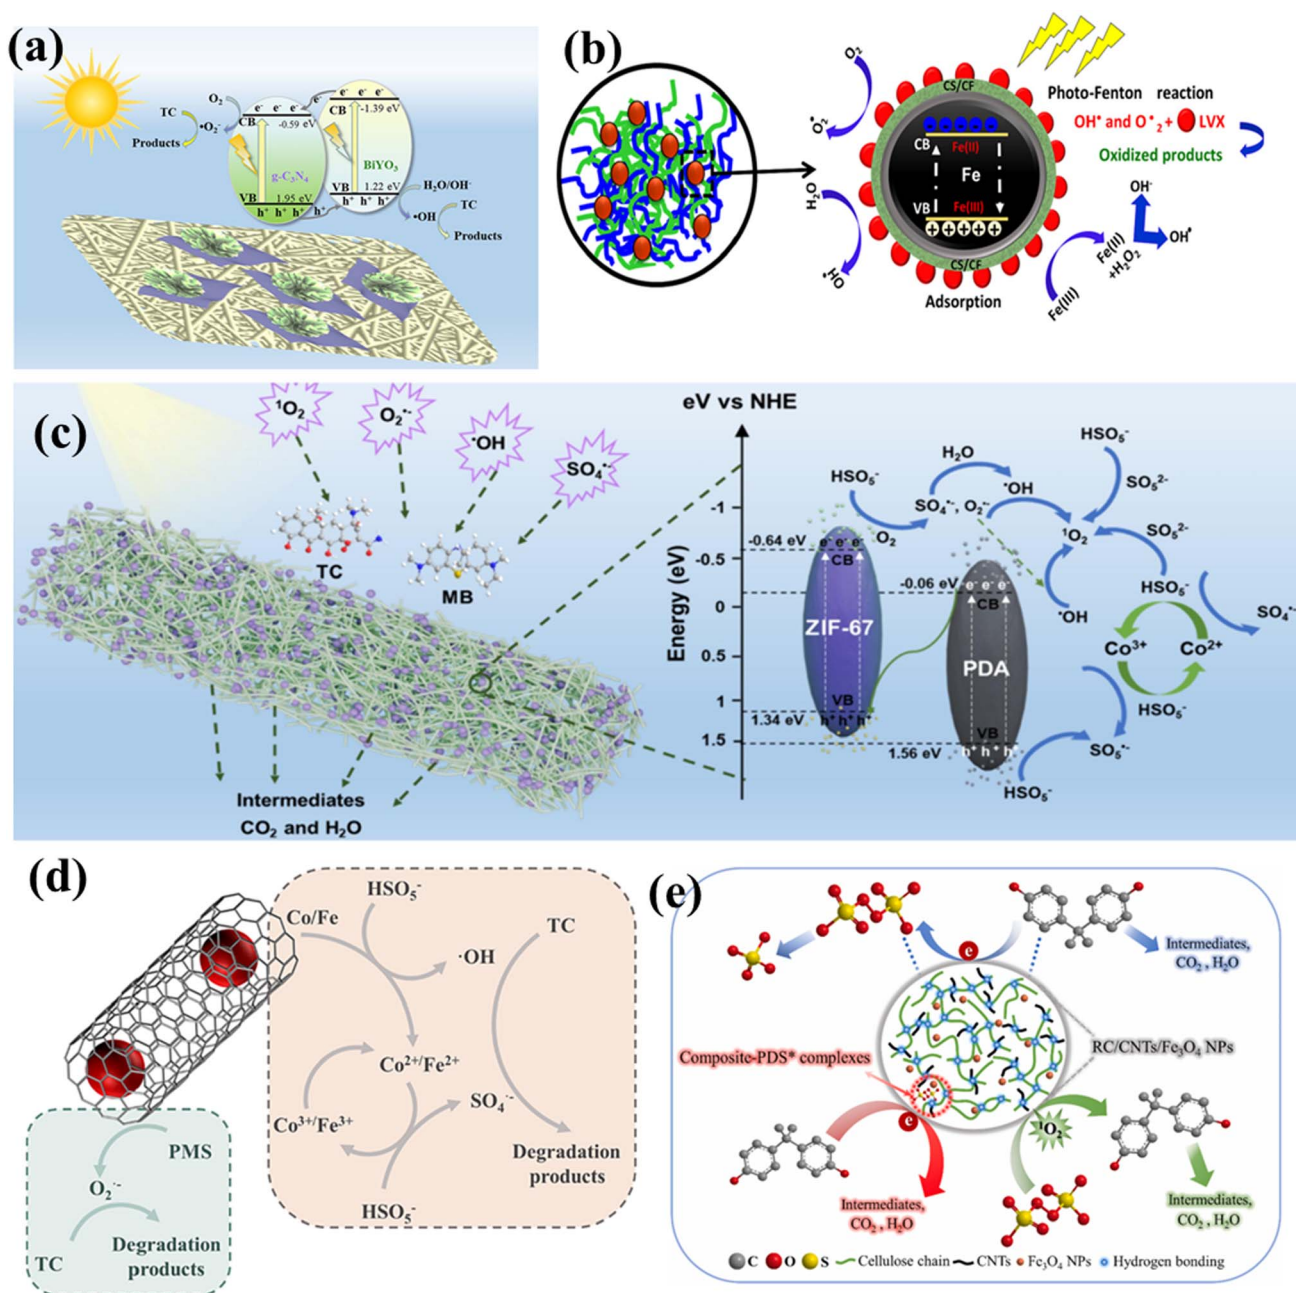 (a)
TC
O₂
•O₂⁻
Products
e⁻ e⁻ e⁻
CB
-0.59 eV
g-C₃N₄
VB
1.95 eV
h⁺ h⁺ h⁺
e⁻
h⁺
e⁻ e⁻ e⁻
CB
-1.39 eV
BiYO₃
VB
1.22 eV
h⁺ h⁺ h⁺
H₂O/OH⁻
•OH
TC
Products
(b)
O₂
O₂•
H₂O
•HO
CS/CF
CB
Fe(II)
Fe
VB
Fe(III)
+ + + + +
CS/CF
Adsorption
Photo-Fenton reaction
OH• and O•₂ + LVX
Oxidized products
OH⁻
Fe(II)
+H₂O₂
OH•
Fe(III)
(c)
¹O₂
O₂•⁻
•OH
SO₄•⁻
TC
MB
Intermediates
CO₂ and H₂O
eV vs NHE
Energy (eV)
-1
-0.5
0
0.5
1
1.5
-0.64 eV
1.34 eV
e⁻ e⁻ e⁻
CB
ZIF-67
VB
h⁺ h⁺ h⁺
-0.06 eV
1.56 eV
e⁻ e⁻ e⁻
CB
PDA
VB
h⁺ h⁺ h⁺
HSO₅⁻
O₂
SO₄•⁻, O₂•⁻
H₂O
•OH
HSO₅⁻
SO₅²⁻
¹O₂
SO₅²⁻
HSO₅⁻
•OH
SO₄•⁻
Co³⁺
Co²⁺
HSO₅⁻
SO₅•⁻
HSO₅⁻
(d)
Co/Fe
HSO₅⁻
TC
·OH
Co²⁺/Fe²⁺
Co³⁺/Fe³⁺
SO₄·⁻
HSO₅⁻
Degradation
products
PMS
O₂·⁻
TC
Degradation
products
(e)
e
Intermediates,
CO₂ , H₂O
RC/CNTs/Fe₃O₄ NPs
Composite-PDS* complexes
e
¹O₂
Intermediates,
CO₂ , H₂O
Intermediates,
CO₂ , H₂O
C O S Cellulose chain CNTs Fe₃O₄ NPs Hydrogen bonding